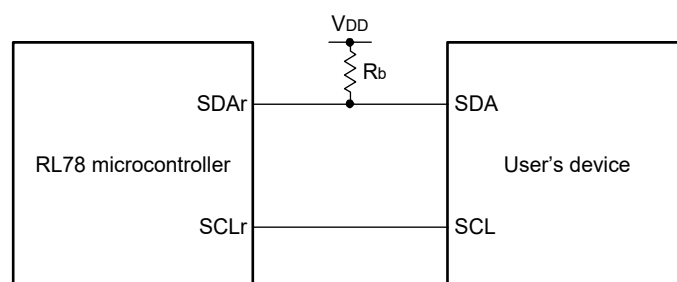 VDD
Rb
SDAr
SDA
RL78 microcontroller
User's device
SCLr
SCL